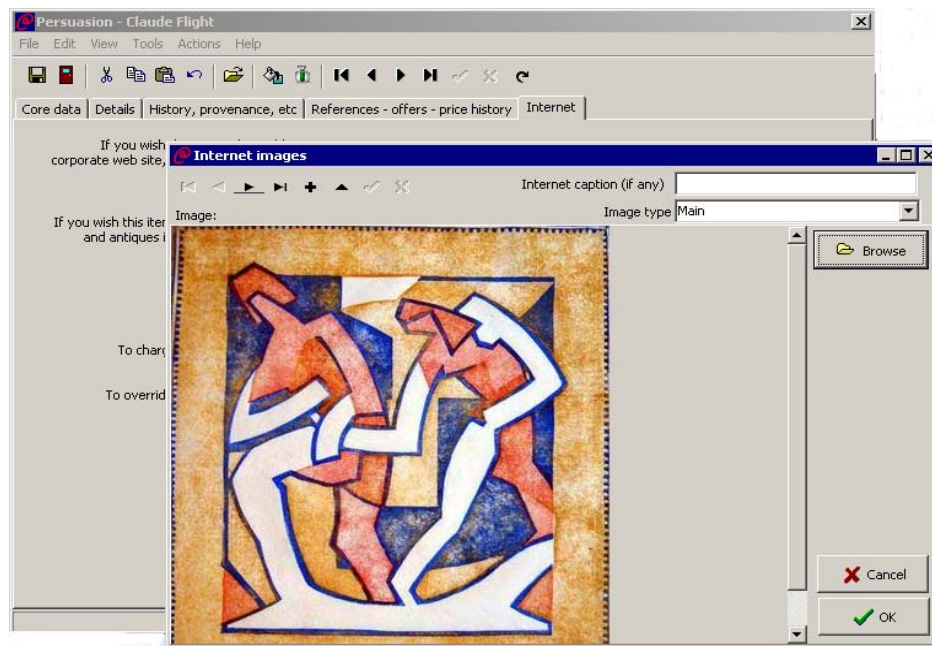 Persuasion - Claude Flight
File Edit View Tools Actions Help
Core data Details History, provenance, etc References - offers - price history Internet
If you wish
corporate web site,
Internet images
Internet caption (if any)
Image: Image type Main
If you wish this iter
and antiques i
Browse
To charg
To overrid
Cancel
OK